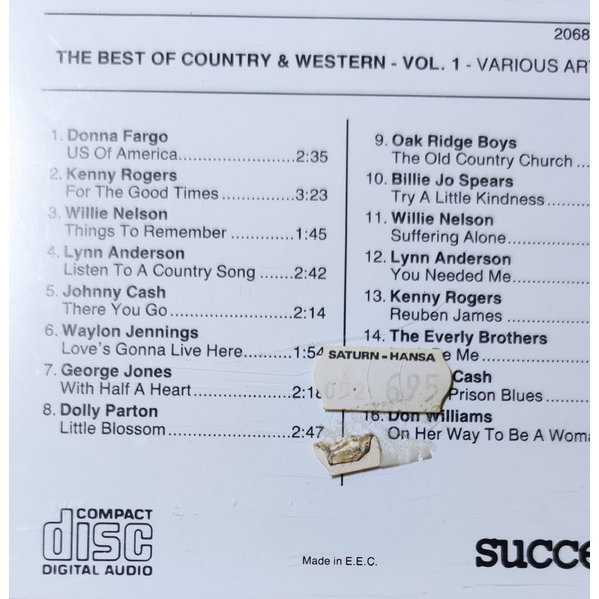 2068
THE BEST OF COUNTRY & WESTERN - VOL. 1 - VARIOUS ART
1. Donna Fargo
US Of America..............................2:35
2. Kenny Rogers
For The Good Times ....................3:23
3. Willie Nelson
Things To Remember ..................1:45
4. Lynn Anderson
Listen To A Country Song .........2:42
5. Johnny Cash
There You Go ..............................2:14
6. Waylon Jennings
Love's Gonna Live Here............1:54
7. George Jones
With Half A Heart.........................2:18
8. Dolly Parton
Little Blossom ..............................2:47
9. Oak Ridge Boys
The Old Country Church ...
10. Billie Jo Spears
Try A Little Kindness.......
11. Willie Nelson
Suffering Alone............
12. Lynn Anderson
You Needed Me...........
13. Kenny Rogers
Reuben James ............
14. The Everly Brothers
Me ................
Cash
Prison Blues ....
16. Don Williams
On Her Way To Be A Woma
SATURN-HANSA
695
COMPACT
disc
DIGITAL AUDIO
Made in E.E.C.
succe